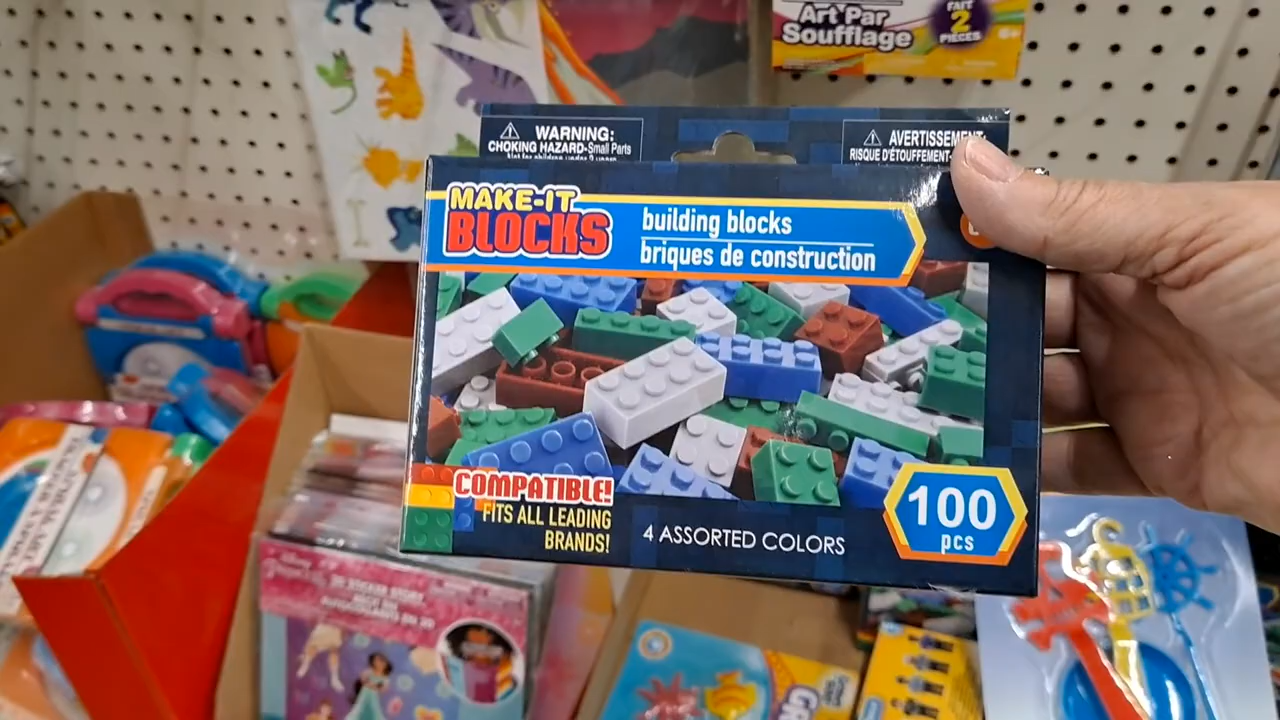 Art Par
Soufflage
FAIT
2
PIÈCES
6+
WARNING:
CHOKING HAZARD-Small Parts
AVERTISSEMENT:
RISQUE D'ÉTOUFFEMENT-
MAKE-IT
BLOCKS
building blocks
briques de construction
COMPATIBLE!
FITS ALL LEADING
BRANDS!
4 ASSORTED COLORS
100
pcs